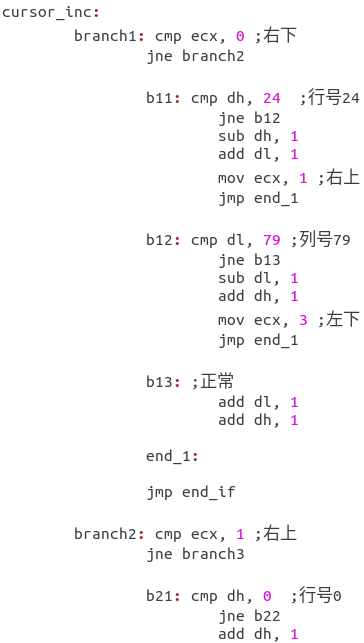 cursor_inc:
branch1: cmp ecx, 0 ;右下
jne branch2
b11: cmp dh, 24 ;行号24
jne b12
sub dh, 1
add dl, 1
mov ecx, 1 ;右上
jmp end_1
b12: cmp dl, 79 ;列号79
jne b13
sub dl, 1
add dh, 1
mov ecx, 3 ;左下
jmp end_1
b13: ;正常
add dl, 1
add dh, 1
end_1:
jmp end_if
branch2: cmp ecx, 1 ;右上
jne branch3
b21: cmp dh, 0 ;行号0
jne b22
add dh, 1